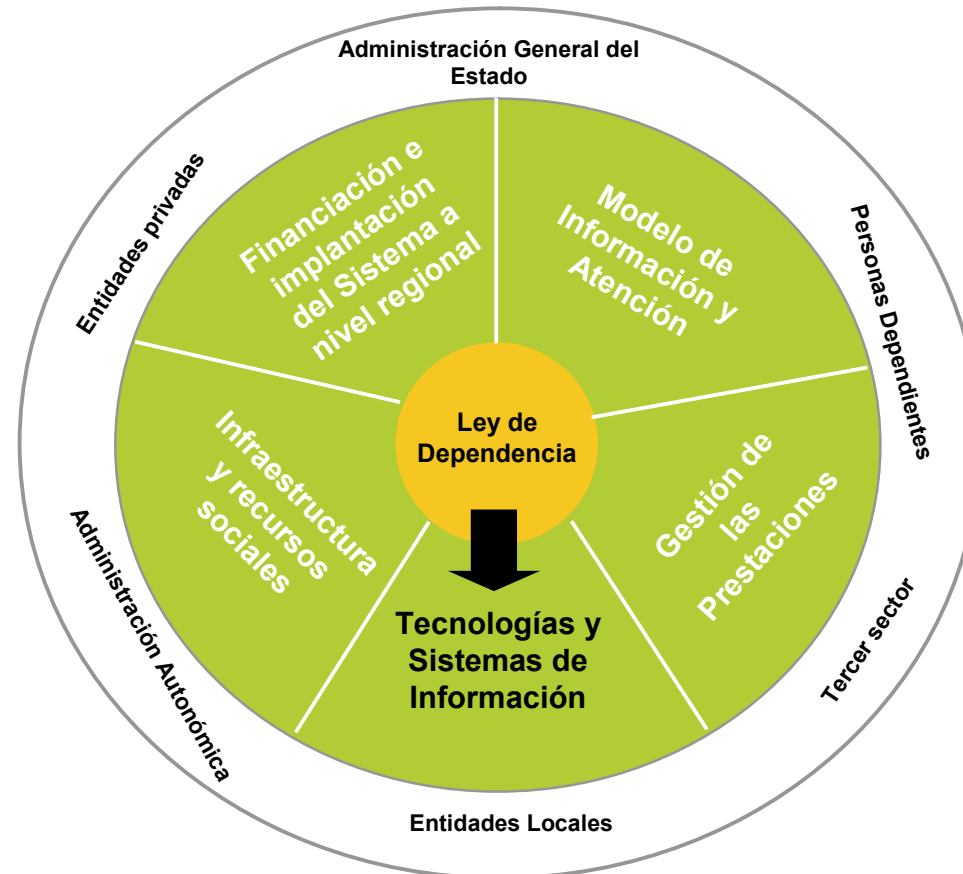 Administración General del
Estado
Entidades privadas
Financiación e
implantación
del Sistema a
nivel regional
Modelo de
Información y
Atención
Personas Dependientes
Ley de
Dependencia
Infraestructura
y recursos
sociales
Gestión de
las
Prestaciones
Tecnologías y
Sistemas de
Información
Administración Autonómica
Tercer sector
Entidades Locales